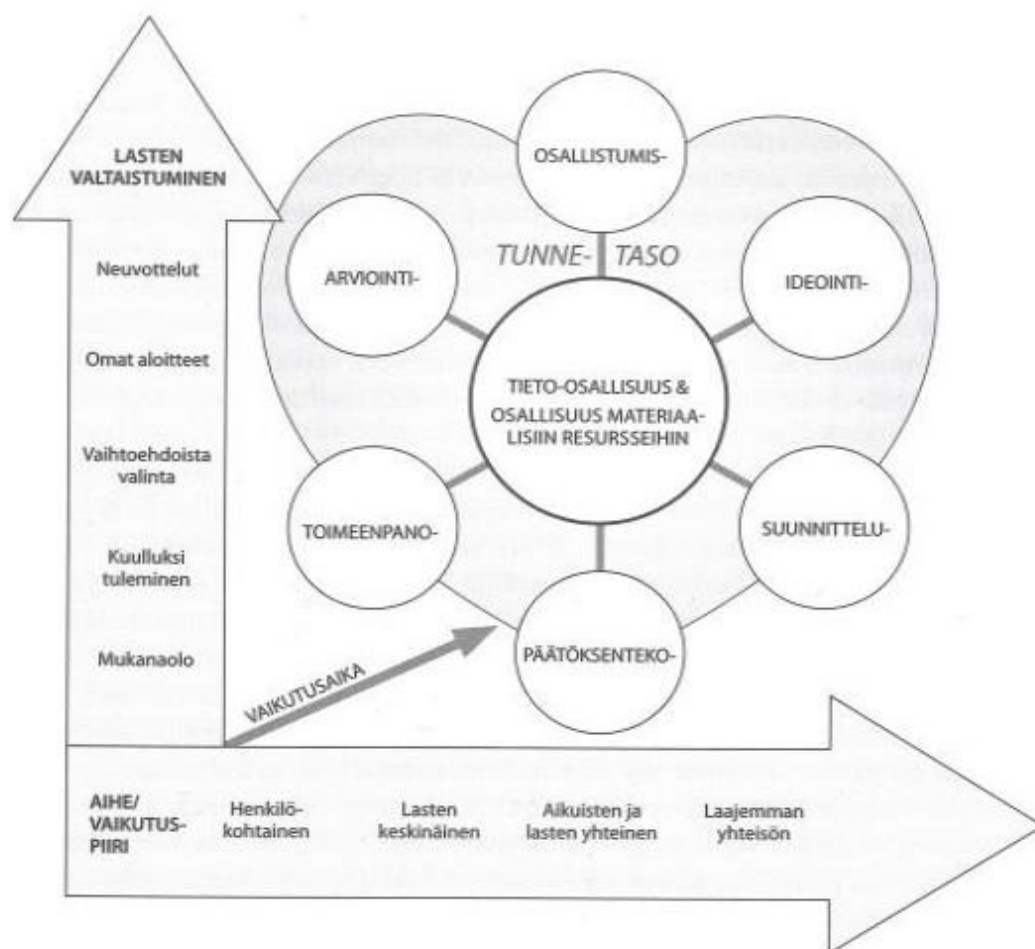 LASTEN
VALTAISTUMINEN
Neuvottelut
Omat aloitteet
Vaihtoehdoista
valinta
Kuulluksi
tuleminen
Mukanaolo
OSALLISTUMIS-
TUNNE- TASO
ARVIOINTI-
IDEOINTI-
TIETO-OSALLISUUS &
OSALLISUUS MATERIAA-
LISIIN RESURSSEIHIN
TOIMEENPANO-
SUUNNITTELU-
PÄÄTÖKSENTEKO-
VAIKUTUSAIKA
AIHE/
VAIKUTUS-
PIIRI
Henkilö-
kohtainen
Lasten
keskinäinen
Aikuisten ja
lasten yhteinen
Laajemman
yhteisön